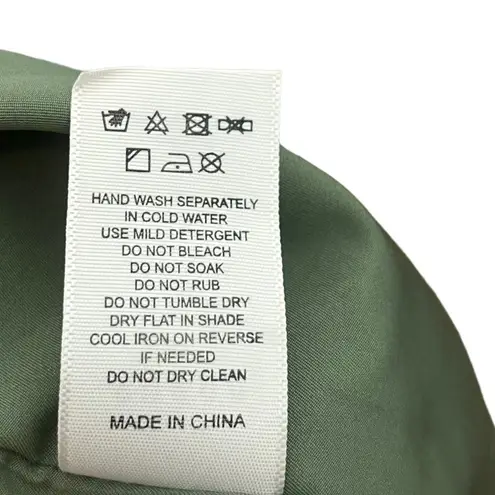 HAND WASH SEPARATELY
IN COLD WATER
USE MILD DETERGENT
DO NOT BLEACH
DO NOT SOAK
DO NOT RUB
DO NOT TUMBLE DRY
DRY FLAT IN SHADE
COOL IRON ON REVERSE
IF NEEDED
DO NOT DRY CLEAN
MADE IN CHINA